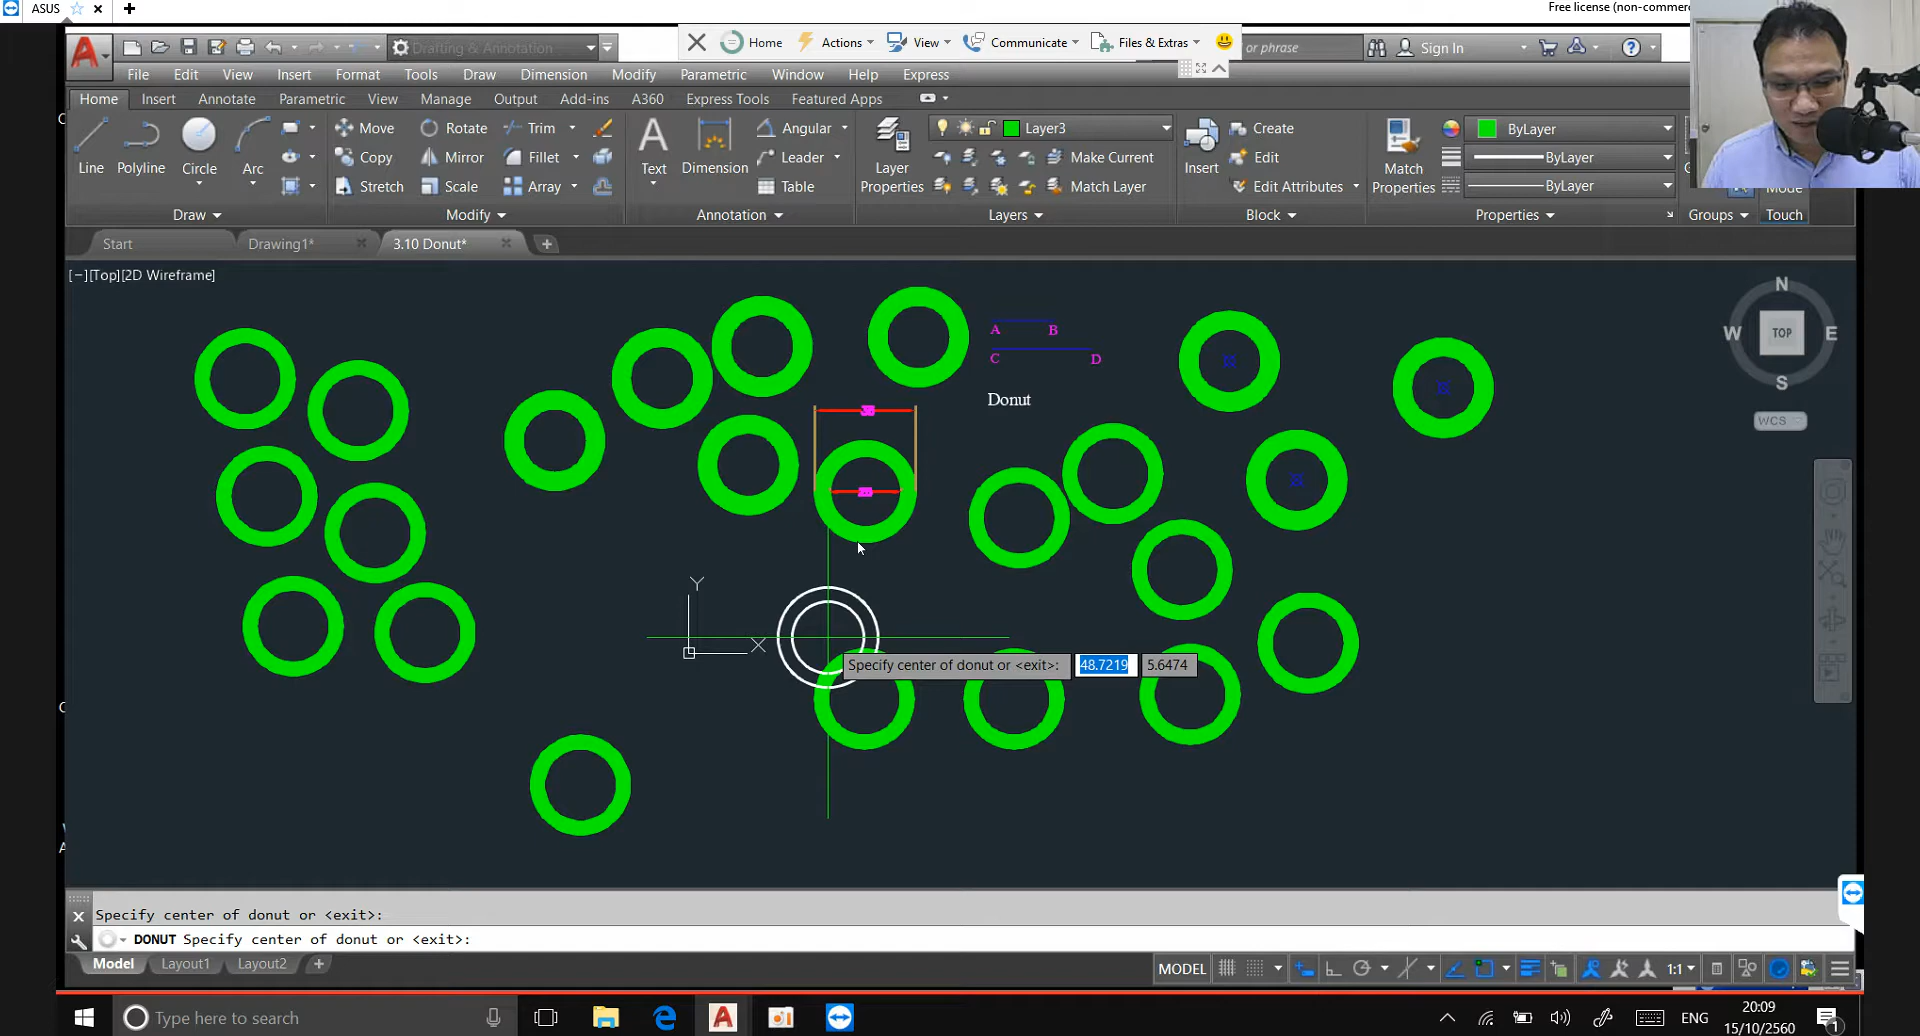 ASUS
Free license (non-commerc
Drafting & Annotation
Home
Actions
View
Communicate
Files & Extras
or phrase
Sign In
File Edit View Insert Format Tools Draw Dimension Modify Parametric Window Help Express
Home Insert Annotate Parametric View Manage Output Add-ins A360 Express Tools Featured Apps
Line
Polyline
Circle
Arc
Move
Rotate
Trim
Copy
Mirror
Fillet
Stretch
Scale
Array
Text
Dimension
Angular
Leader
Table
Layer
Properties
Layer3
Make Current
Match Layer
Insert
Create
Edit
Edit Attributes
Match
Properties
ByLayer
ByLayer
ByLayer
Mode
Draw
Modify
Annotation
Layers
Block
Properties
Groups
Touch
Start
Drawing1*
3.10 Donut*
[−][Top][2D Wireframe]
A B
C D
Donut
N
W TOP E
S
WCS
Y
X
Specify center of donut or <exit>: 48.7219 5.6474
Specify center of donut or <exit>:
DONUT Specify center of donut or <exit>:
Model Layout1 Layout2
MODEL
1:1
Type here to search
ENG
20:09
15/10/2560
1